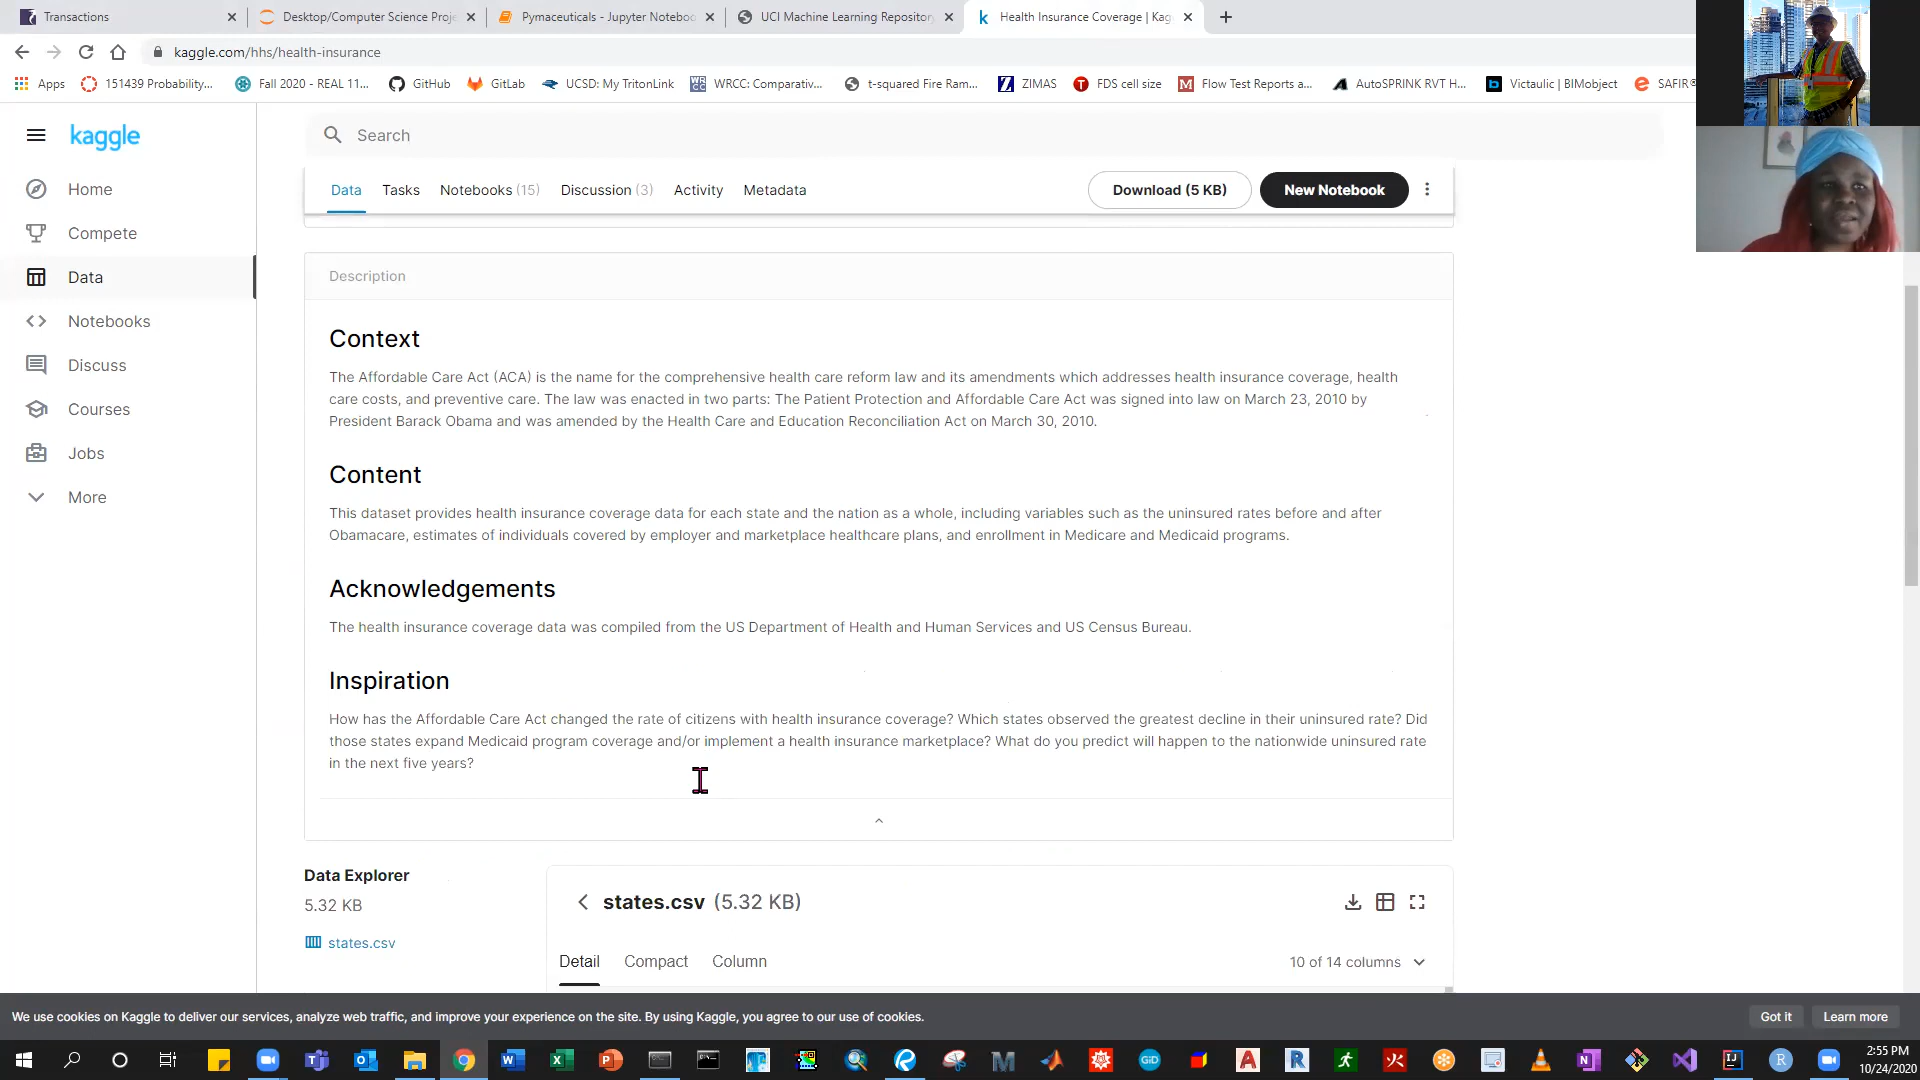 Transactions
Desktop/Computer Science Proje
Pymaceuticals - Jupyter Noteboo
UCI Machine Learning Repository
Health Insurance Coverage | Kag
kaggle.com/hhs/health-insurance
Apps
151439 Probability...
Fall 2020 - REAL 11...
GitHub
GitLab
UCSD: My TritonLink
WRCC: Comparativ...
t-squared Fire Ram...
ZIMAS
FDS cell size
Flow Test Reports a...
AutoSPRINK RVT H...
Victaulic | BIMobject
SAFIR®
kaggle
Search
Home
Compete
Data
Notebooks
Discuss
Courses
Jobs
More
Data Tasks Notebooks (15) Discussion (3) Activity Metadata
Download (5 KB)
New Notebook
Description
Context
The Affordable Care Act (ACA) is the name for the comprehensive health care reform law and its amendments which addresses health insurance coverage, health
care costs, and preventive care. The law was enacted in two parts: The Patient Protection and Affordable Care Act was signed into law on March 23, 2010 by
President Barack Obama and was amended by the Health Care and Education Reconciliation Act on March 30, 2010.
Content
This dataset provides health insurance coverage data for each state and the nation as a whole, including variables such as the uninsured rates before and after
Obamacare, estimates of individuals covered by employer and marketplace healthcare plans, and enrollment in Medicare and Medicaid programs.
Acknowledgements
The health insurance coverage data was compiled from the US Department of Health and Human Services and US Census Bureau.
Inspiration
How has the Affordable Care Act changed the rate of citizens with health insurance coverage? Which states observed the greatest decline in their uninsured rate? Did
those states expand Medicaid program coverage and/or implement a health insurance marketplace? What do you predict will happen to the nationwide uninsured rate
in the next five years?
Data Explorer
5.32 KB
states.csv
states.csv (5.32 KB)
Detail Compact Column
10 of 14 columns
We use cookies on Kaggle to deliver our services, analyze web traffic, and improve your experience on the site. By using Kaggle, you agree to our use of cookies.
Got it
Learn more
2:55 PM
10/24/2020